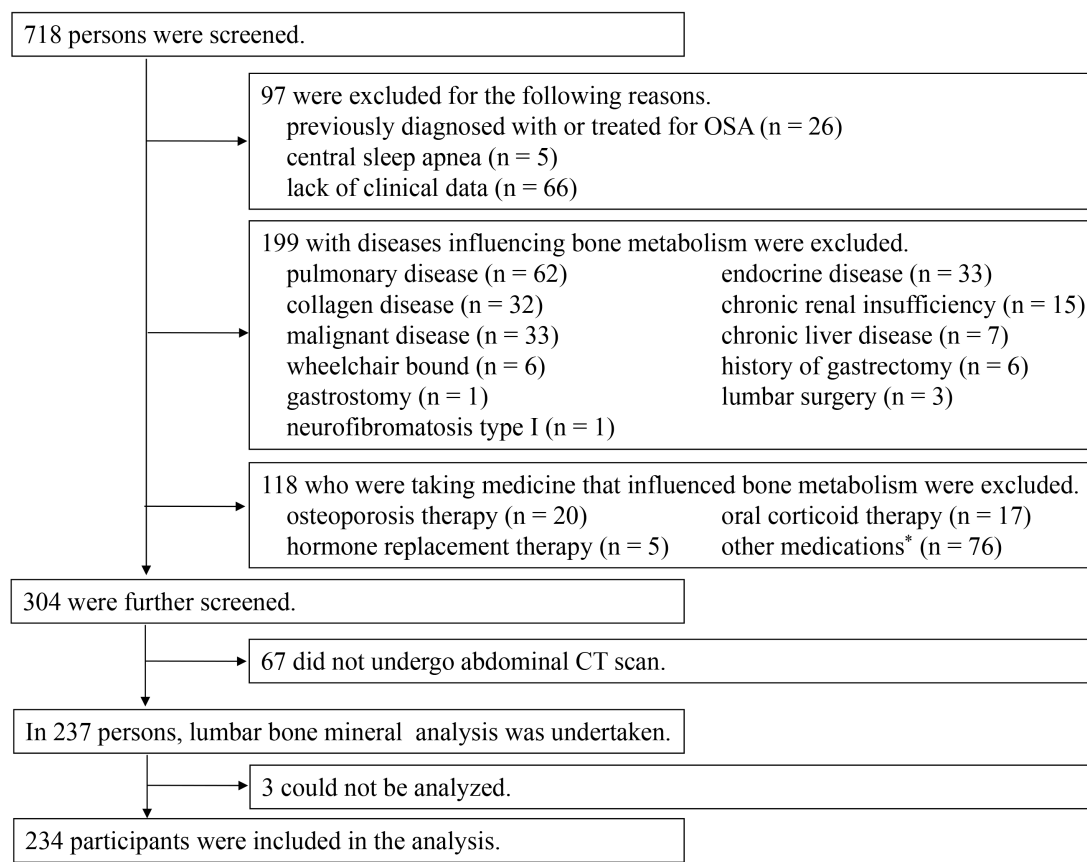 718 persons were screened.
97 were excluded for the following reasons.
previously diagnosed with or treated for OSA (n = 26)
central sleep apnea (n = 5)
lack of clinical data (n = 66)
199 with diseases influencing bone metabolism were excluded.
pulmonary disease (n = 62) endocrine disease (n = 33)
collagen disease (n = 32) chronic renal insufficiency (n = 15)
malignant disease (n = 33) chronic liver disease (n = 7)
wheelchair bound (n = 6) history of gastrectomy (n = 6)
gastrostomy (n = 1) lumbar surgery (n = 3)
neurofibromatosis type I (n = 1)
118 who were taking medicine that influenced bone metabolism were excluded.
osteoporosis therapy (n = 20) oral corticoid therapy (n = 17)
hormone replacement therapy (n = 5) other medications* (n = 76)
304 were further screened.
67 did not undergo abdominal CT scan.
In 237 persons, lumbar bone mineral analysis was undertaken.
3 could not be analyzed.
234 participants were included in the analysis.